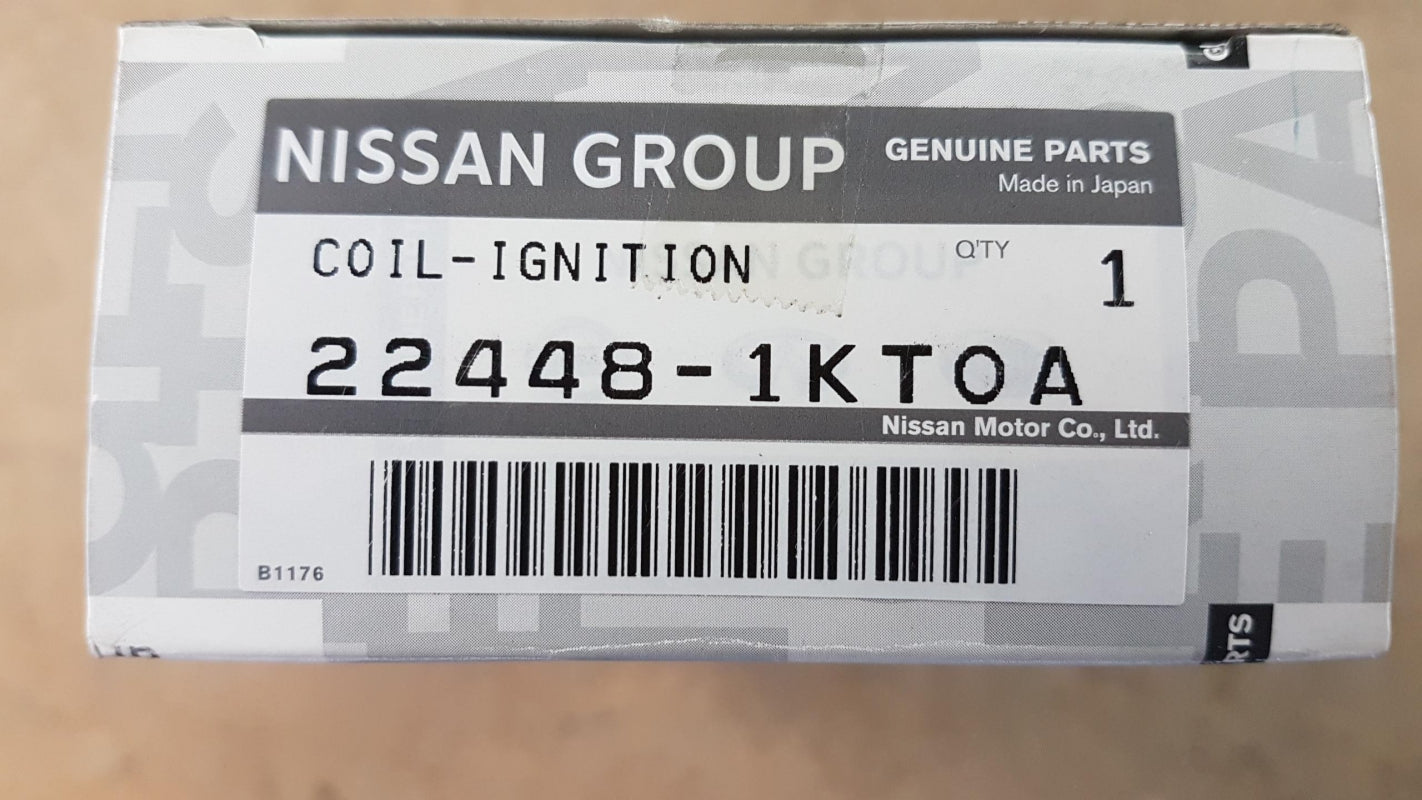 NISSAN GROUP
GENUINE PARTS
Made in Japan
COIL-IGNITION
Q'TY
1
22448-1KT0A
Nissan Motor Co., Ltd.
B1176
RTS